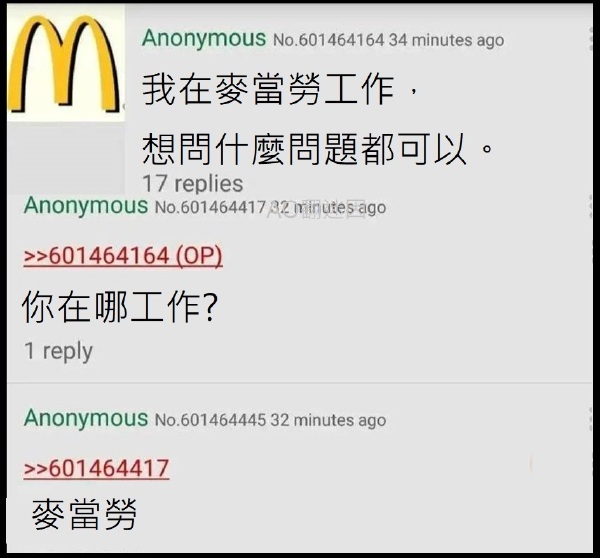 Anonymous No.601464164 34 minutes ago
我在麥當勞工作，
想問什麼問題都可以。
17 replies
Anonymous No.601464417 32 minutes ago
>>601464164 (OP)
你在哪工作?
1 reply
Anonymous No.601464445 32 minutes ago
>>601464417
麥當勞